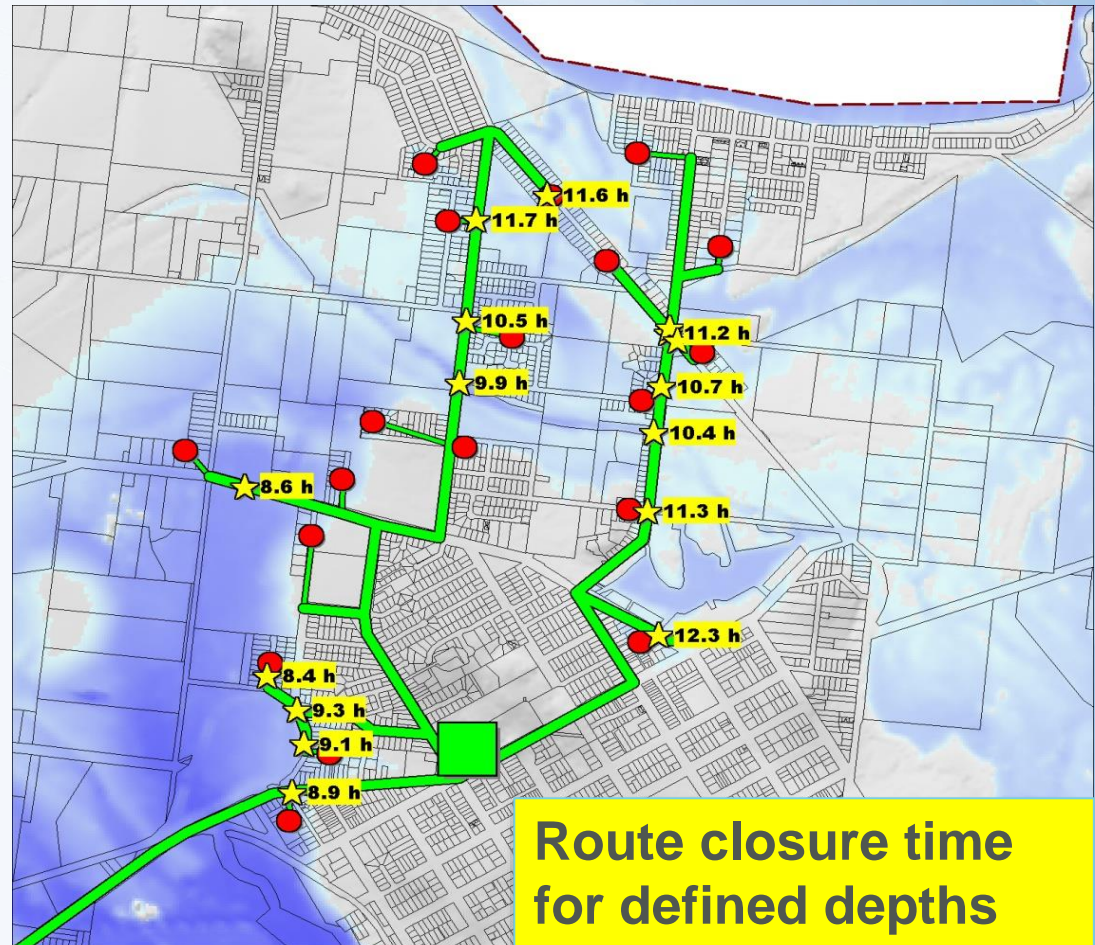 11.6 h
11.7 h
10.5 h
11.2 h
9.9 h
10.7 h
10.4 h
8.6 h
11.3 h
12.3 h
8.4 h
9.3 h
9.1 h
8.9 h
Route closure time
for defined depths